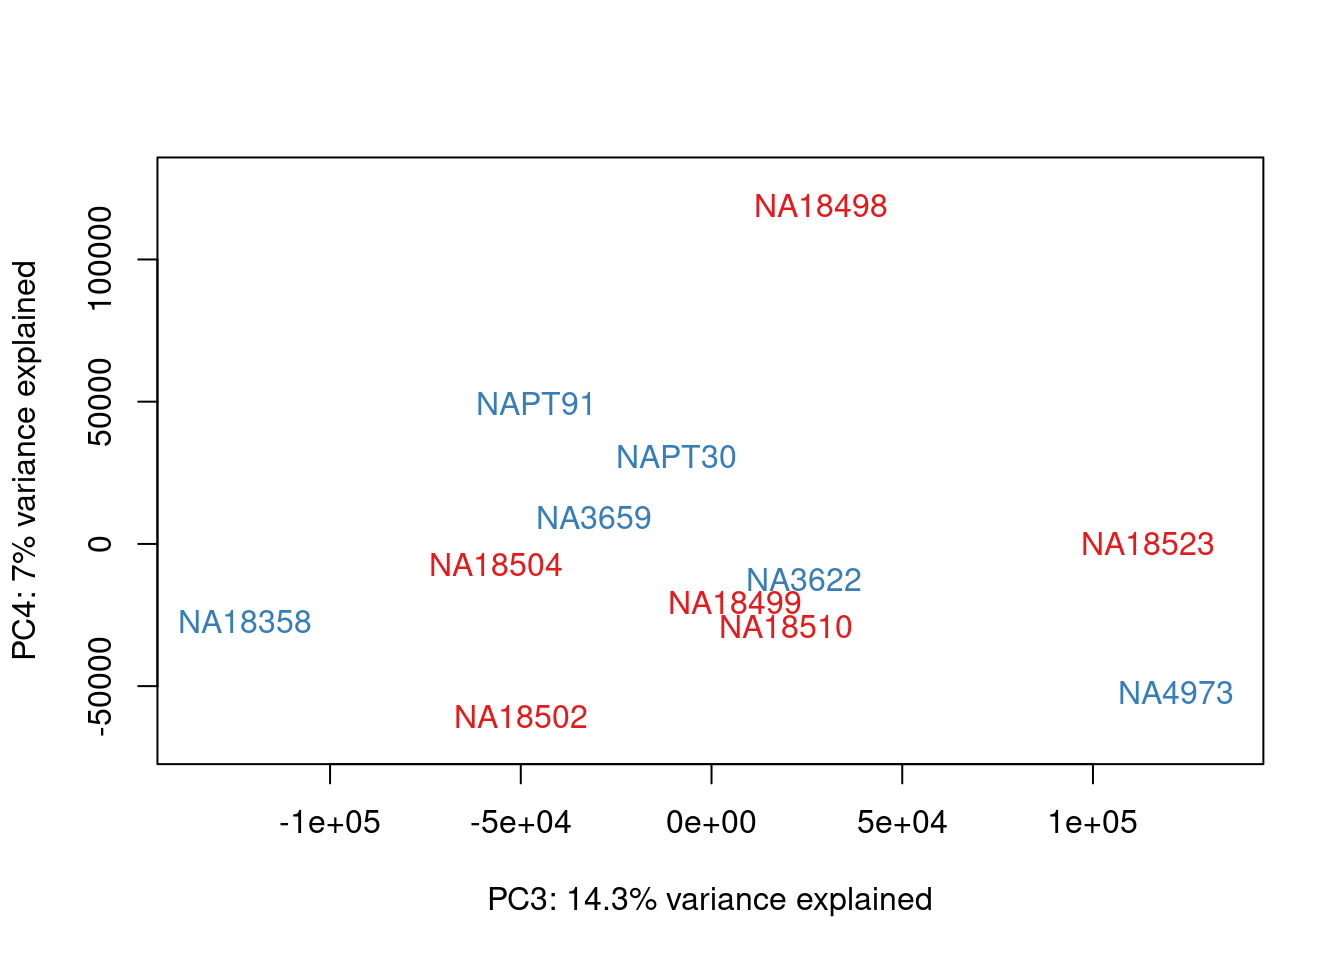 NA18498
100000
NAPT91
50000
NAPT30
NA3659
NA18523
0
NA18504
NA3622
NA18499
NA18358
NA18510
-50000
NA4973
NA18502
PC4: 7% variance explained
-1e+05 -5e+04 0e+00 5e+04 1e+05
PC3: 14.3% variance explained